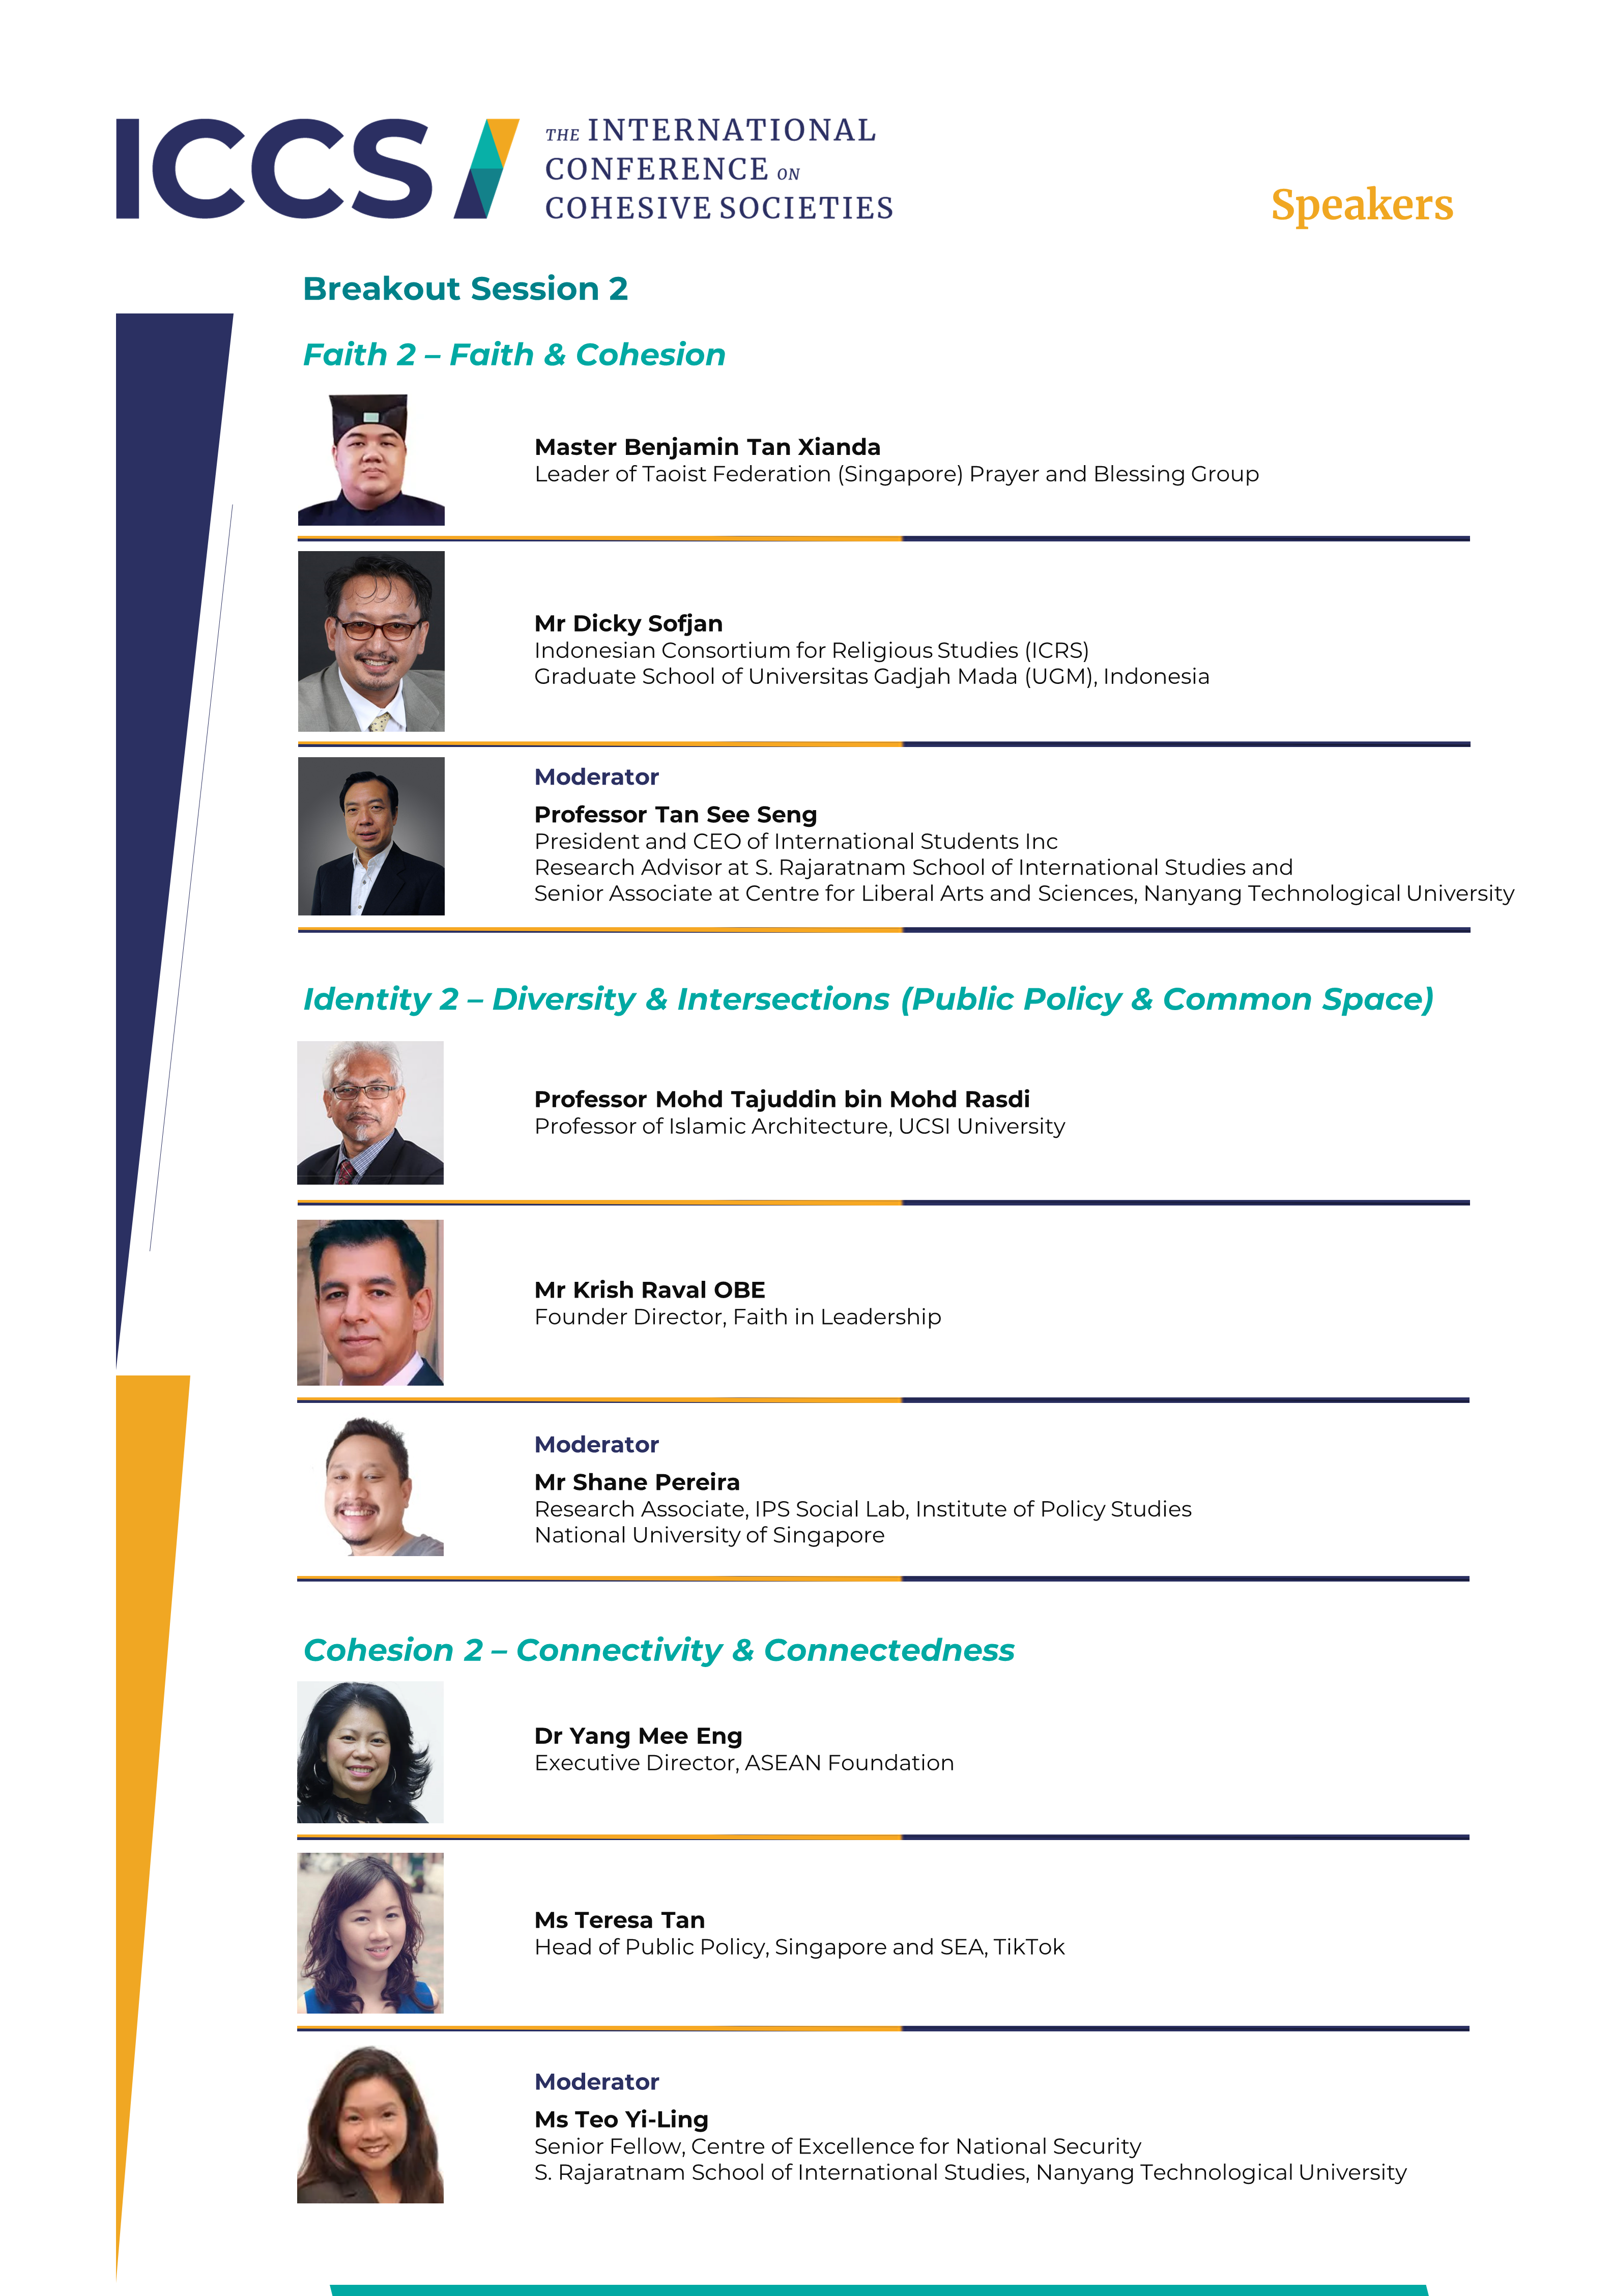 ICCS
THE INTERNATIONAL
CONFERENCE ON
COHESIVE SOCIETIES
Speakers
Breakout Session 2
Faith 2 – Faith & Cohesion
Master Benjamin Tan Xianda
Leader of Taoist Federation (Singapore) Prayer and Blessing Group
Mr Dicky Sofjan
Indonesian Consortium for Religious Studies (ICRS)
Graduate School of Universitas Gadjah Mada (UGM), Indonesia
Moderator
Professor Tan See Seng
President and CEO of International Students Inc
Research Advisor at S. Rajaratnam School of International Studies and
Senior Associate at Centre for Liberal Arts and Sciences, Nanyang Technological University
Identity 2 – Diversity & Intersections (Public Policy & Common Space)
Professor Mohd Tajuddin bin Mohd Rasdi
Professor of Islamic Architecture, UCSI University
Mr Krish Raval OBE
Founder Director, Faith in Leadership
Moderator
Mr Shane Pereira
Research Associate, IPS Social Lab, Institute of Policy Studies
National University of Singapore
Cohesion 2 – Connectivity & Connectedness
Dr Yang Mee Eng
Executive Director, ASEAN Foundation
Ms Teresa Tan
Head of Public Policy, Singapore and SEA, TikTok
Moderator
Ms Teo Yi-Ling
Senior Fellow, Centre of Excellence for National Security
S. Rajaratnam School of International Studies, Nanyang Technological University